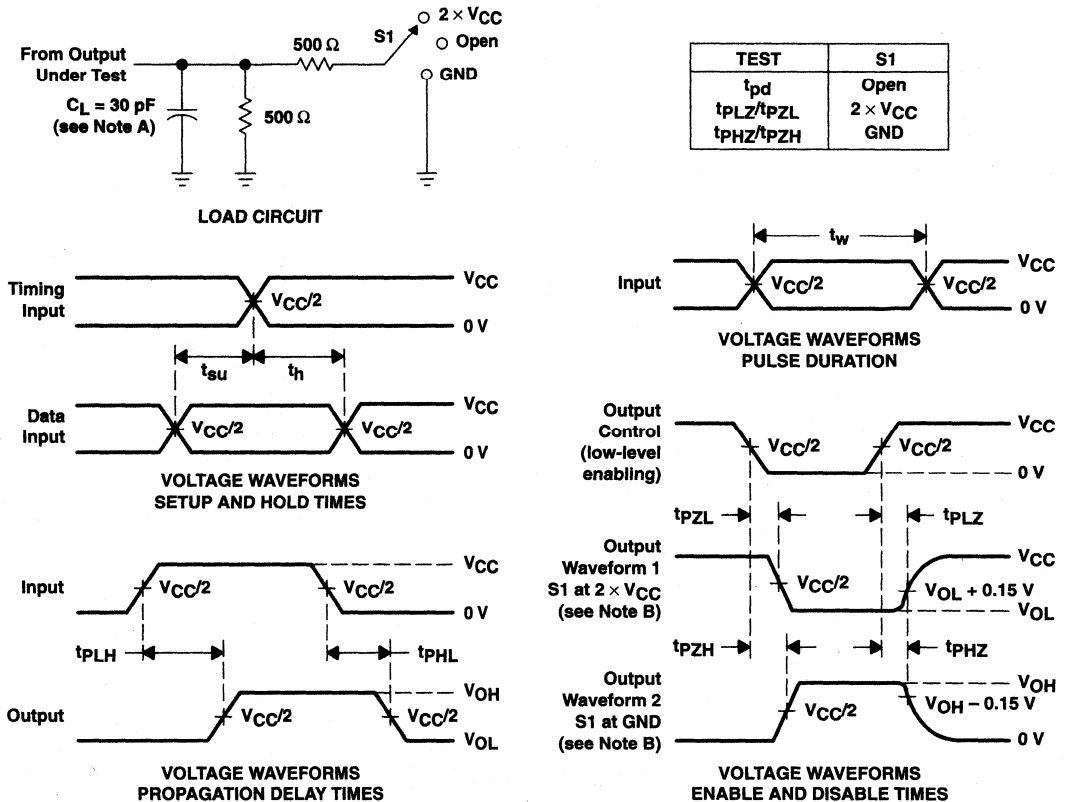 From Output
Under Test
C_L = 30 pF
(see Note A)
500 Ω
500 Ω
S1
2 × V_CC
Open
GND
LOAD CIRCUIT
TEST S1
t_pd Open
t_PLZ/t_PZL 2 × V_CC
t_PHZ/t_PZH GND
Timing
Input
V_CC/2
V_CC
0 V
t_su
t_h
Data
Input
V_CC/2
V_CC/2
V_CC
0 V
VOLTAGE WAVEFORMS
SETUP AND HOLD TIMES
t_w
Input
V_CC/2
V_CC/2
V_CC
0 V
VOLTAGE WAVEFORMS
PULSE DURATION
Input
V_CC/2
V_CC/2
V_CC
0 V
t_PLH
t_PHL
Output
V_CC/2
V_CC/2
V_OH
V_OL
VOLTAGE WAVEFORMS
PROPAGATION DELAY TIMES
Output
Control
(low-level
enabling)
V_CC/2
V_CC/2
V_CC
0 V
t_PZL
t_PLZ
Output
Waveform 1
S1 at 2 × V_CC
(see Note B)
V_CC/2
V_CC
V_OL + 0.15 V
V_OL
t_PZH
t_PHZ
Output
Waveform 2
S1 at GND
(see Note B)
V_CC/2
V_OH
V_OH − 0.15 V
0 V
VOLTAGE WAVEFORMS
ENABLE AND DISABLE TIMES